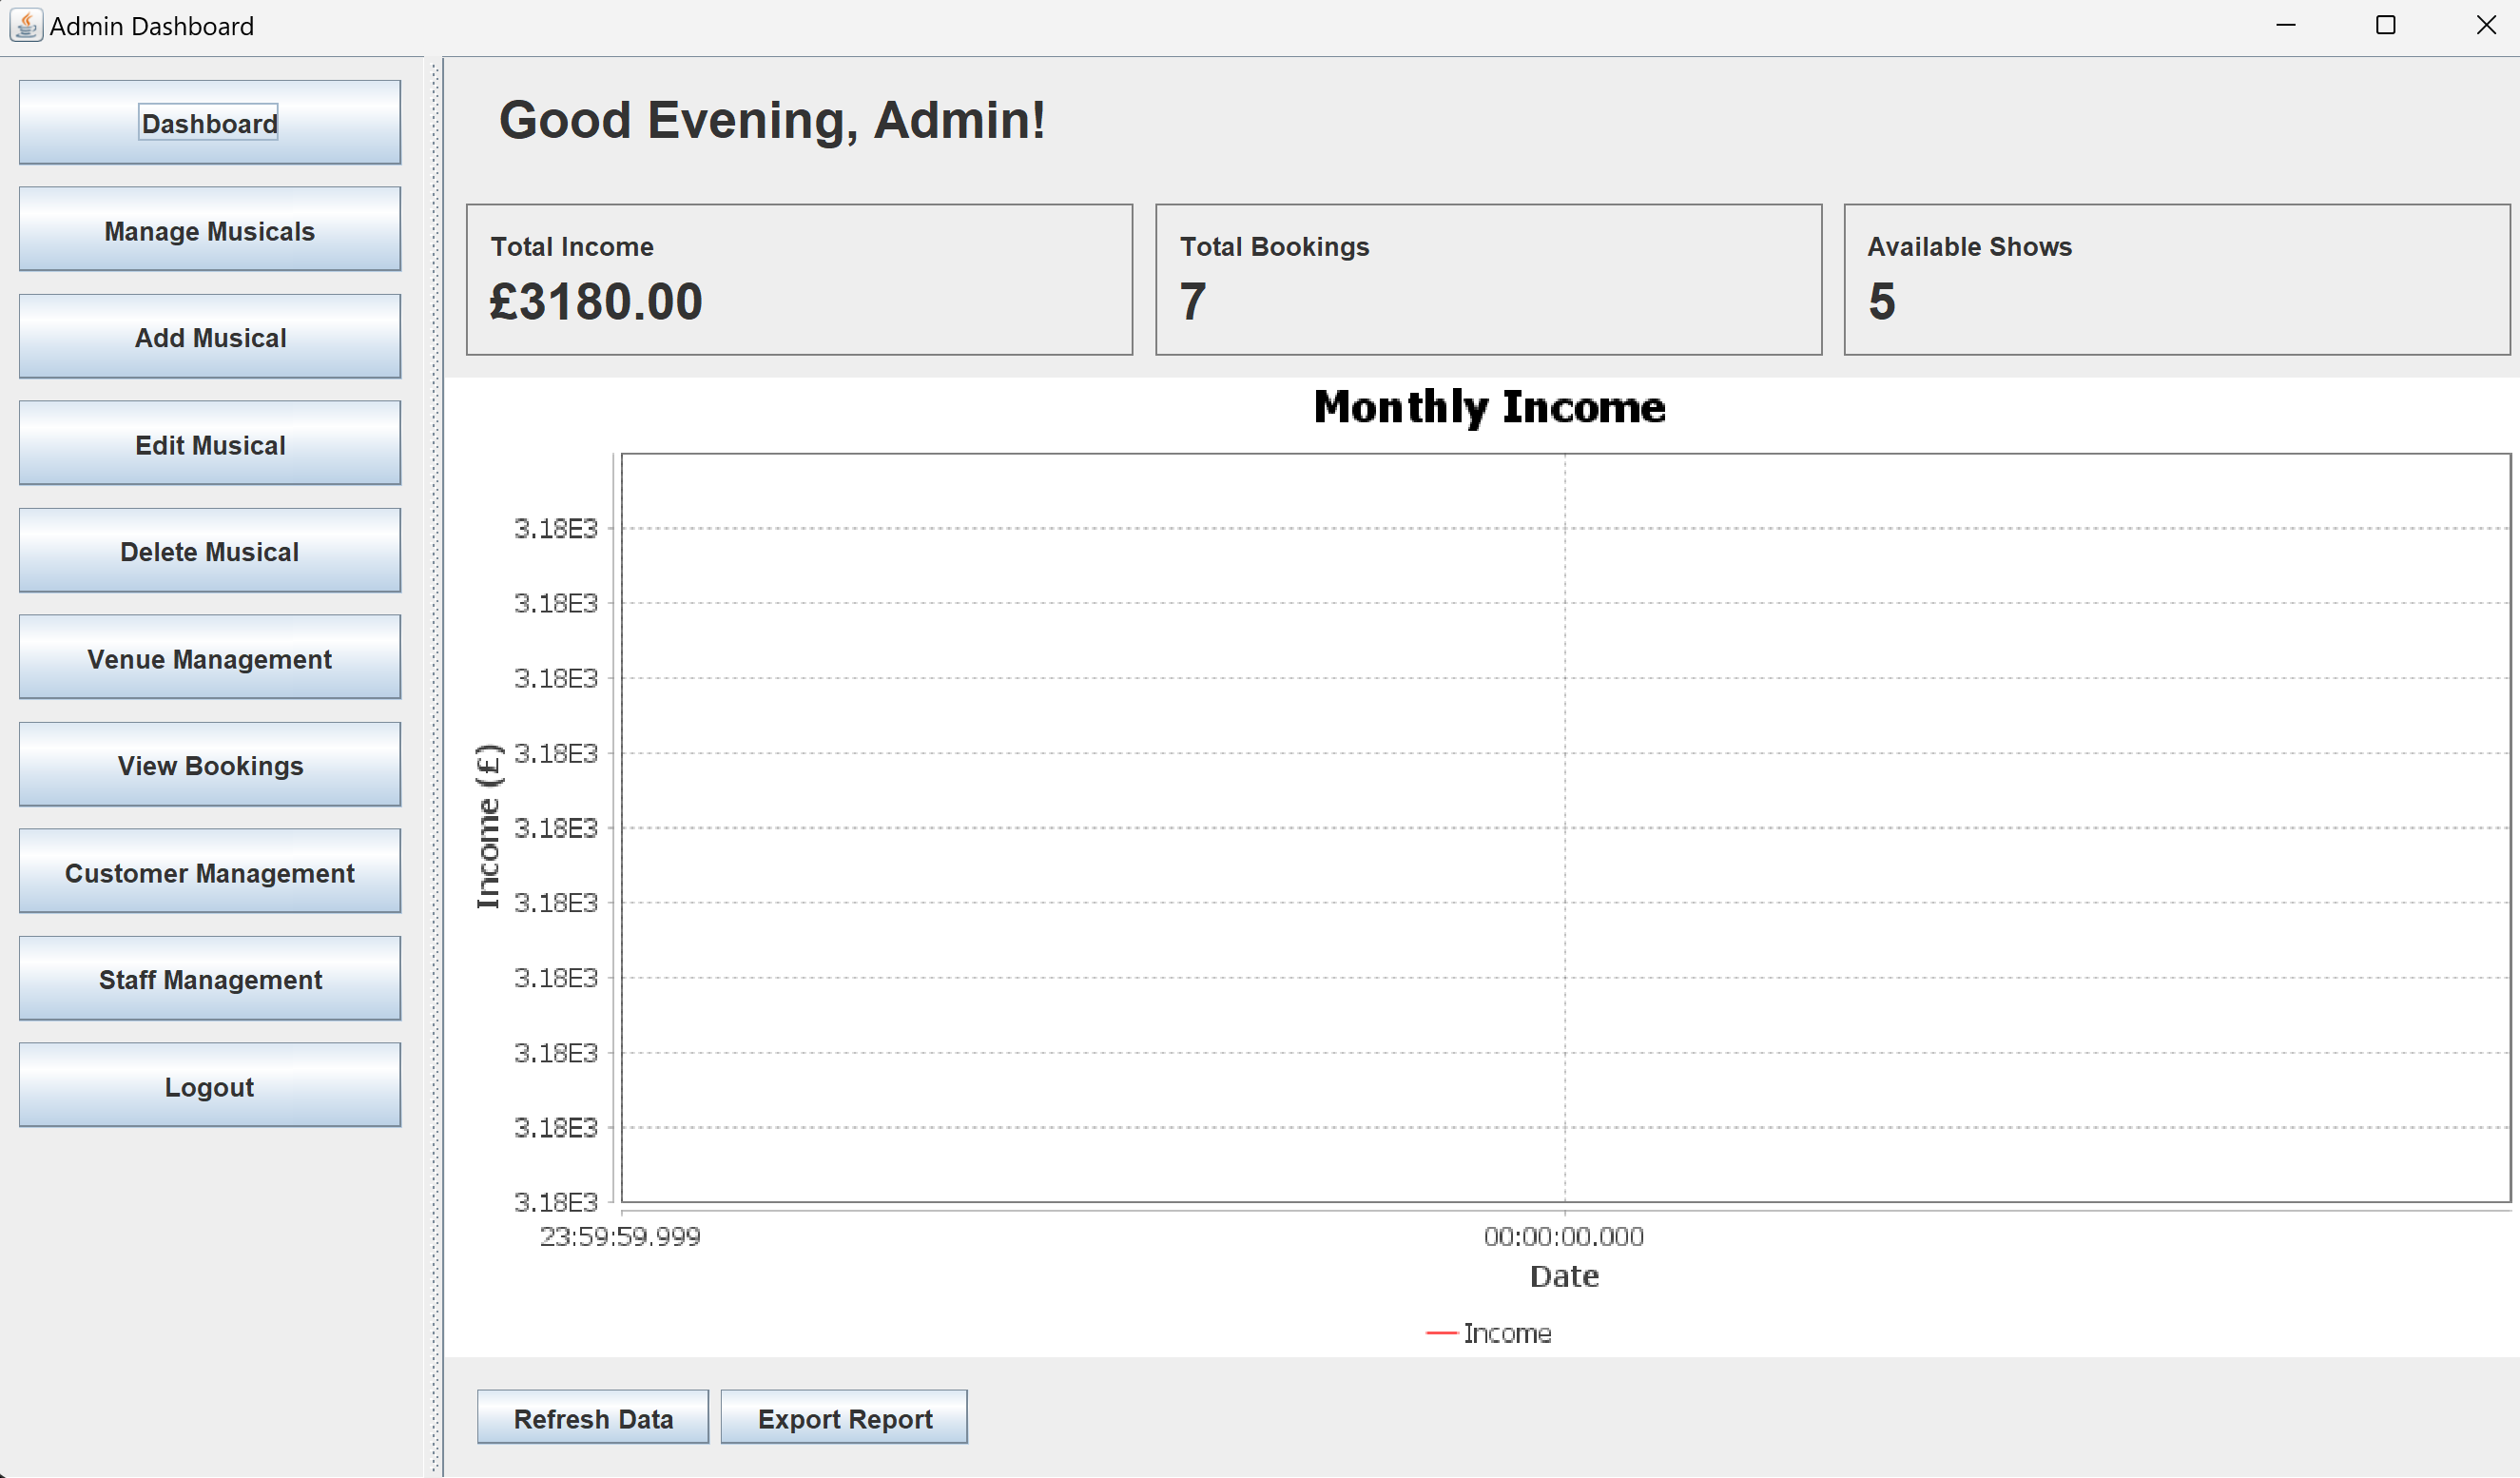 Admin Dashboard
Dashboard
Manage Musicals
Add Musical
Edit Musical
Delete Musical
Venue Management
View Bookings
Customer Management
Staff Management
Logout
Good Evening, Admin!
Total Income
£3180.00
Total Bookings
7
Available Shows
5
Monthly Income
Income (£)
3.18E3
3.18E3
3.18E3
3.18E3
3.18E3
3.18E3
3.18E3
3.18E3
3.18E3
3.18E3
23:59:59.999
00:00:00.000
Date
Income
Refresh Data
Export Report